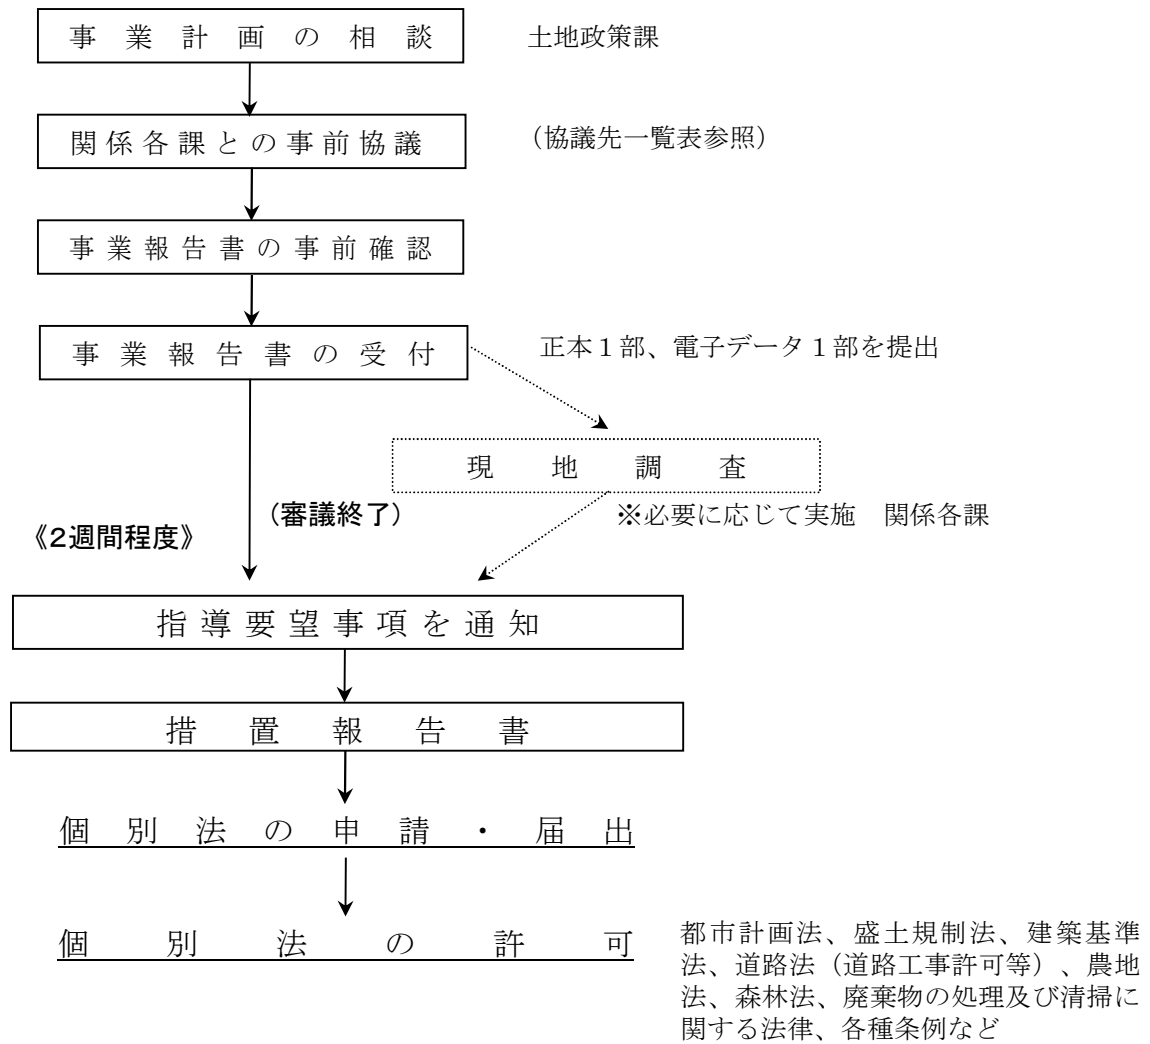 事業計画の相談
土地政策課
関係各課との事前協議
（協議先一覧表参照）
事業報告書の事前確認
事業報告書の受付
正本１部、電子データ１部を提出
現地調査
（審議終了）
※必要に応じて実施　関係各課
《２週間程度》
指導要望事項を通知
措置報告書
個別法の申請・届出
個別法の許可
都市計画法、盛土規制法、建築基準
法、道路法（道路工事許可等）、農地
法、森林法、廃棄物の処理及び清掃に
関する法律、各種条例など